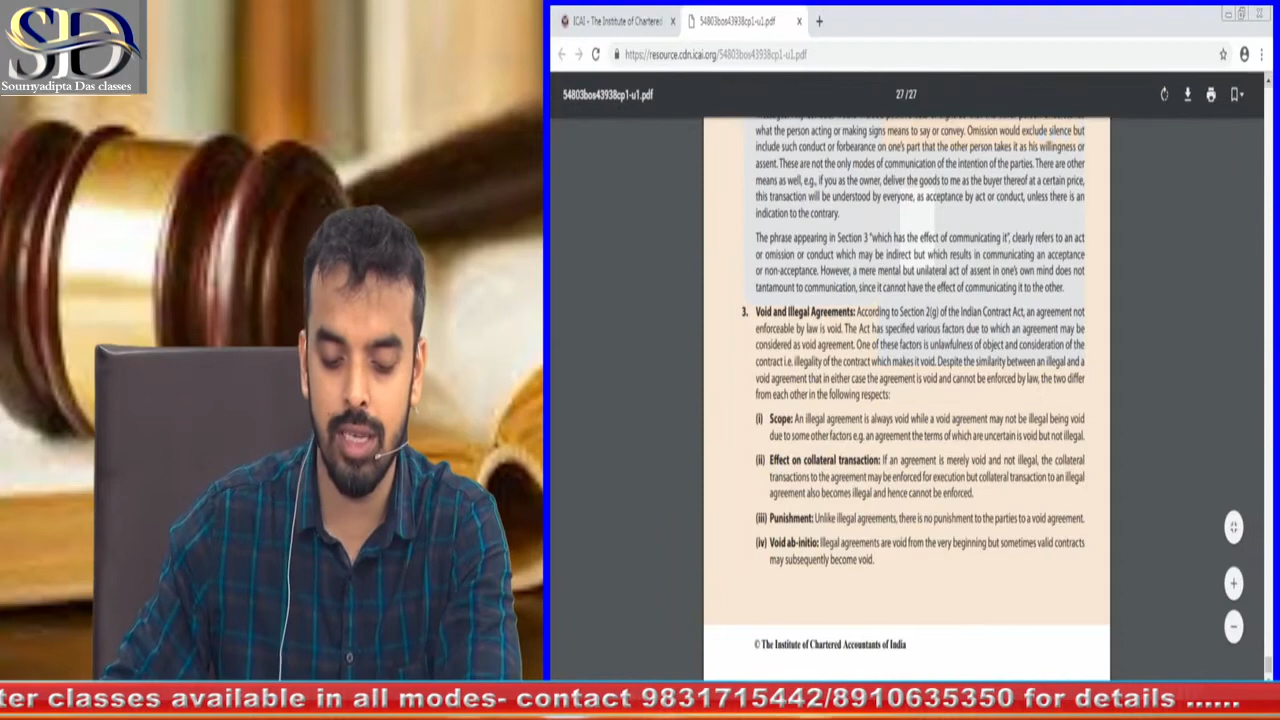 SJD
Soumyadipta Das classes
ICAI - The Institute of Chartered
54803bos43938cp1-u1.pdf
https://resource.cdn.icai.org/54803bos43938cp1-u1.pdf
54803bos43938cp1-u1.pdf
27 /27
what the person acting or making signs means to say or convey. Omission would exclude silence but
include such conduct or forbearance on one's part that the other person takes it as his willingness or
assent. These are not the only modes of communication of the intention of the parties. There are other
means as well, e.g., if you as the owner, deliver the goods to me as the buyer thereof at a certain price,
this transaction will be understood by everyone, as acceptance by act or conduct, unless there is an
indication to the contrary.
The phrase appearing in Section 3 "which has the effect of communicating it", clearly refers to an act
or omission or conduct which may be indirect but which results in communicating an acceptance
or non-acceptance. However, a mere mental but unilateral act of assent in one's own mind does not
tantamount to communication, since it cannot have the effect of communicating it to the other.
3. Void and Illegal Agreements: According to Section 2(g) of the Indian Contract Act, an agreement not
enforceable by law is void. The Act has specified various factors due to which an agreement may be
considered as void agreement. One of these factors is unlawfulness of object and consideration of the
contract i.e. illegality of the contract which makes it void. Despite the similarity between an illegal and a
void agreement that in either case the agreement is void and cannot be enforced by law, the two differ
from each other in the following respects:
(i) Scope: An illegal agreement is always void while a void agreement may not be illegal being void
due to some other factors e.g. an agreement the terms of which are uncertain is void but not illegal.
(ii) Effect on collateral transaction: If an agreement is merely void and not illegal, the collateral
transactions to the agreement may be enforced for execution but collateral transaction to an illegal
agreement also becomes illegal and hence cannot be enforced.
(iii) Punishment: Unlike illegal agreements, there is no punishment to the parties to a void agreement.
(iv) Void ab-initio: Illegal agreements are void from the very beginning but sometimes valid contracts
may subsequently become void.
© The Institute of Chartered Accountants of India
ter classes available in all modes- contact 9831715442/8910635350 for details ......